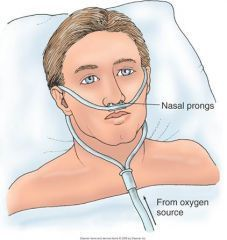 Nasal prongs
From oxygen
source